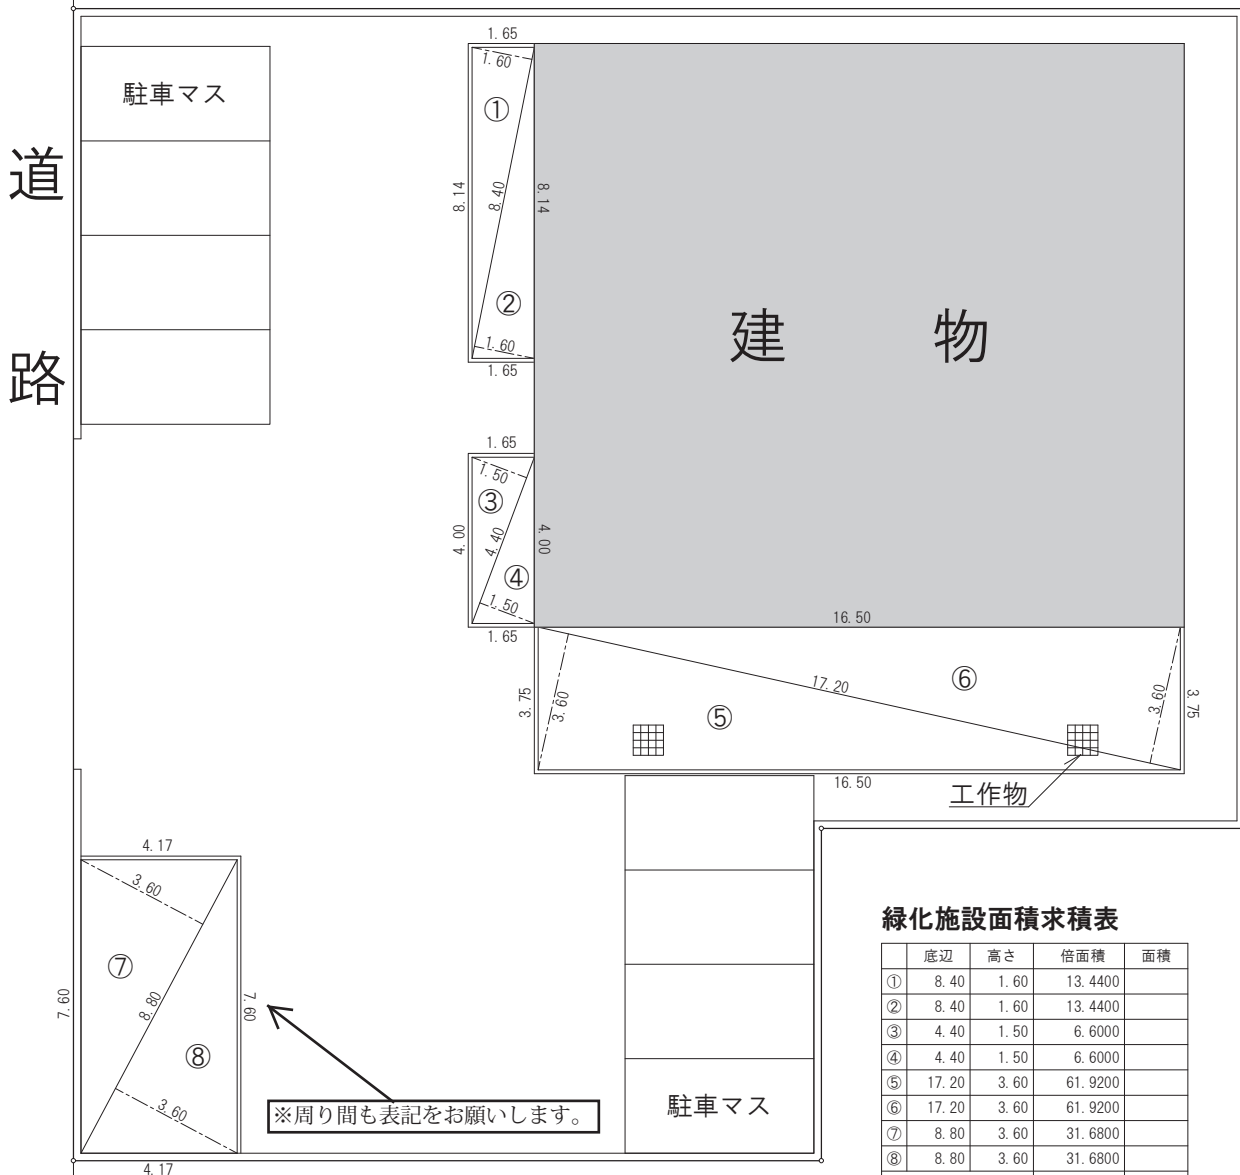 道
路
駐車マス
1.65
1.60
①
8.14
8.40
8.14
②
1.60
1.65
建 物
1.65
1.50
③
4.00
4.40
4.00
④
1.50
1.65
16.50
3.75
3.60
17.20
⑥
⑤
3.60
3.75
16.50
工作物
4.17
3.60
⑦
7.60
8.80
7.60
⑧
3.60
4.17
※周り間も表記をお願いします。
駐車マス
緑化施設面積求積表
底辺 高さ 倍面積 面積
① 8.40 1.60 13.4400
② 8.40 1.60 13.4400
③ 4.40 1.50 6.6000
④ 4.40 1.50 6.6000
⑤ 17.20 3.60 61.9200
⑥ 17.20 3.60 61.9200
⑦ 8.80 3.60 31.6800
⑧ 8.80 3.60 31.6800